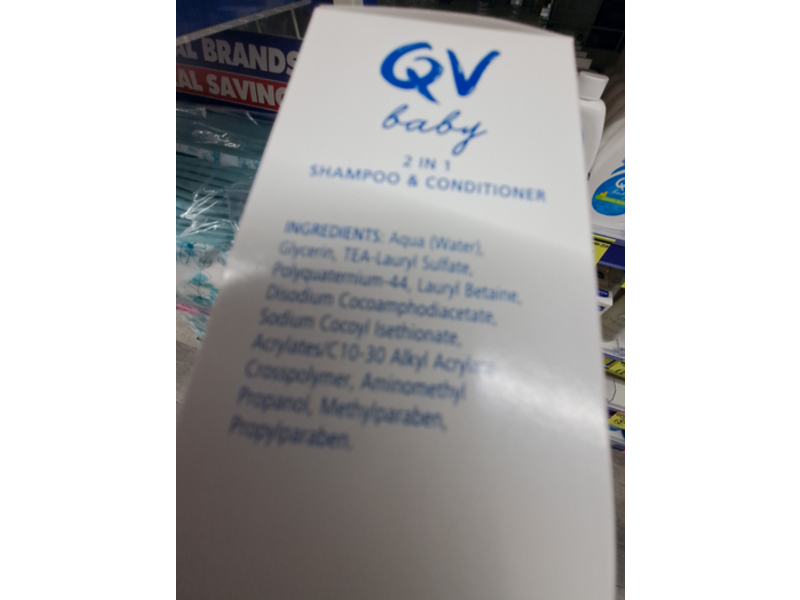 AL BRANDS
AL SAVING
QV
baby
2 IN 1
SHAMPOO & CONDITIONER
INGREDIENTS: Aqua (Water),
Glycerin, TEA-Lauryl Sulfate,
Polyquaternium-44, Lauryl Betaine,
Disodium Cocoamphodiacetate,
Sodium Cocoyl Isethionate,
Acrylates/C10-30 Alkyl Acrylate
Crosspolymer, Aminomethyl
Propanol, Methylparaben,
Propylparaben.